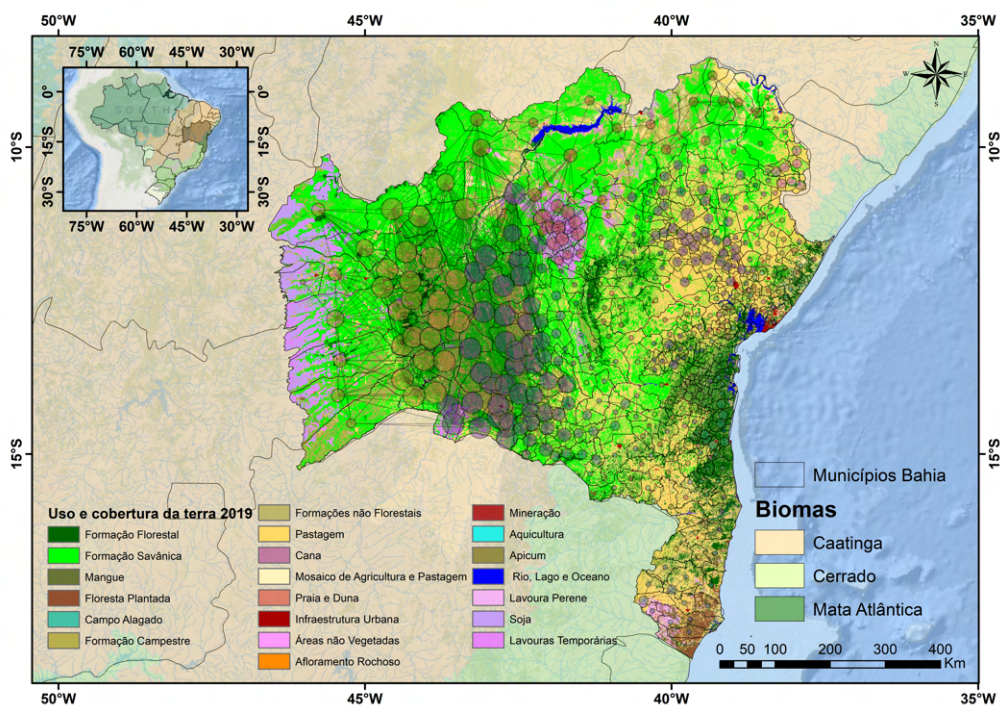 50°W 45°W 40°W 35°W
75°W 60°W 45°W 30°W
0°
15°S
30°S
0°
15°S
30°S
75°W 60°W 45°W 30°W
N
W E
S
10°S
15°S
10°S
15°S
Uso e cobertura da terra 2019
Formação Florestal
Formação Savânica
Mangue
Floresta Plantada
Campo Alagado
Formação Campestre
Formações não Florestais
Pastagem
Cana
Mosaico de Agricultura e Pastagem
Praia e Duna
Infraestrutura Urbana
Áreas não Vegetadas
Afloramento Rochoso
Mineração
Aquicultura
Apicum
Rio, Lago e Oceano
Lavoura Perene
Soja
Lavouras Temporárias
Municípios Bahia
Biomas
Caatinga
Cerrado
Mata Atlântica
0 50 100 200 300 400
Km
50°W 45°W 40°W 35°W